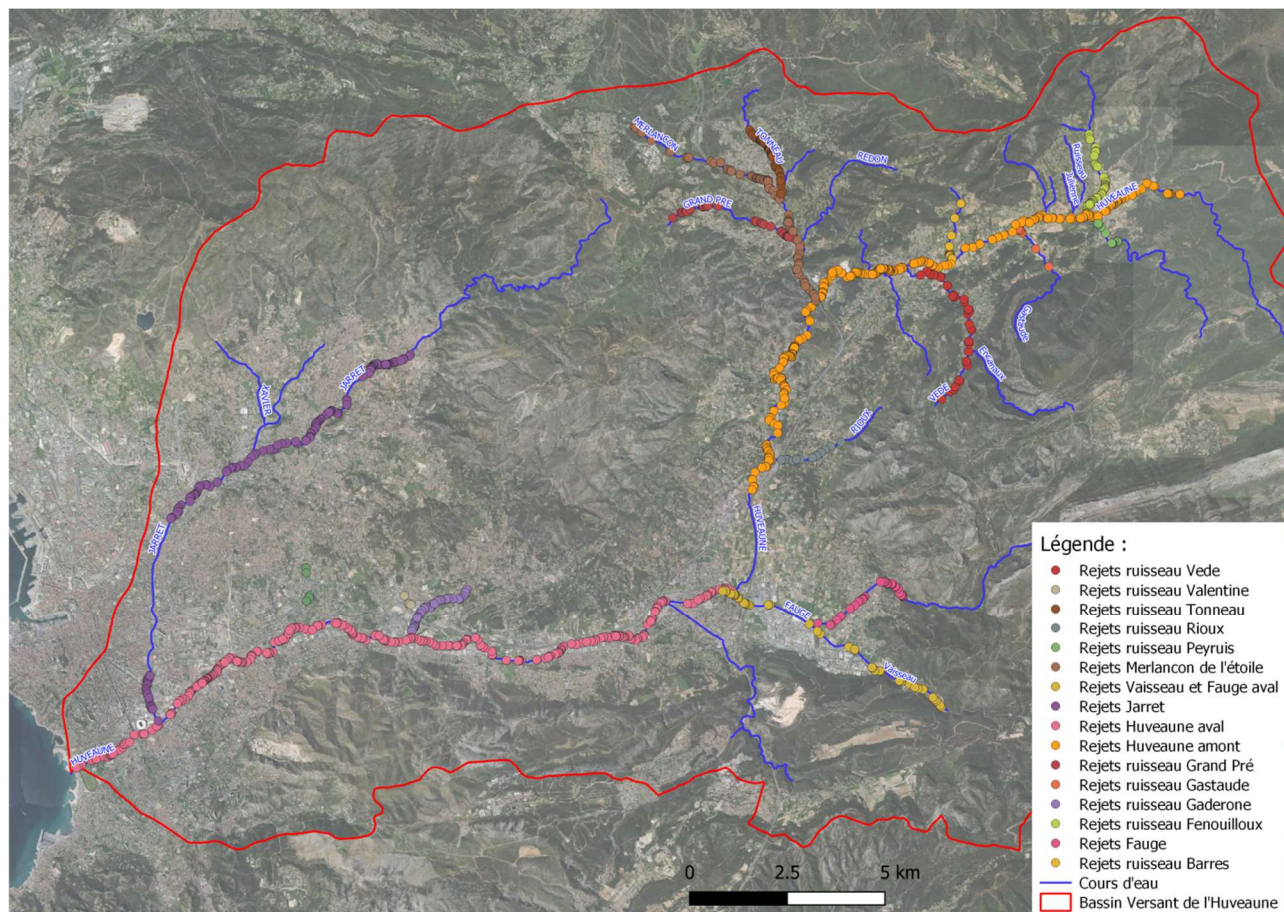 MERLANCON
TONNEAU
REDON
Ruisseau
Julienne
HUVEAUNE
GRAND PRE
Gastaude
JARRET
XAVIER
VEDE
Encanaux
RIOUX
HUVEAUNE
JARRET
FAUGE
Vaisseau
HUVEAUNE
Légende :
Rejets ruisseau Vede
Rejets ruisseau Valentine
Rejets ruisseau Tonneau
Rejets ruisseau Rioux
Rejets ruisseau Peyruis
Rejets Merlancon de l'étoile
Rejets Vaisseau et Fauge aval
Rejets Jarret
Rejets Huveaune aval
Rejets Huveaune amont
Rejets ruisseau Grand Pré
Rejets ruisseau Gastaude
Rejets ruisseau Gaderone
Rejets ruisseau Fenouilloux
Rejets Fauge
Rejets ruisseau Barres
Cours d'eau
Bassin Versant de l'Huveaune
0 2.5 5 km